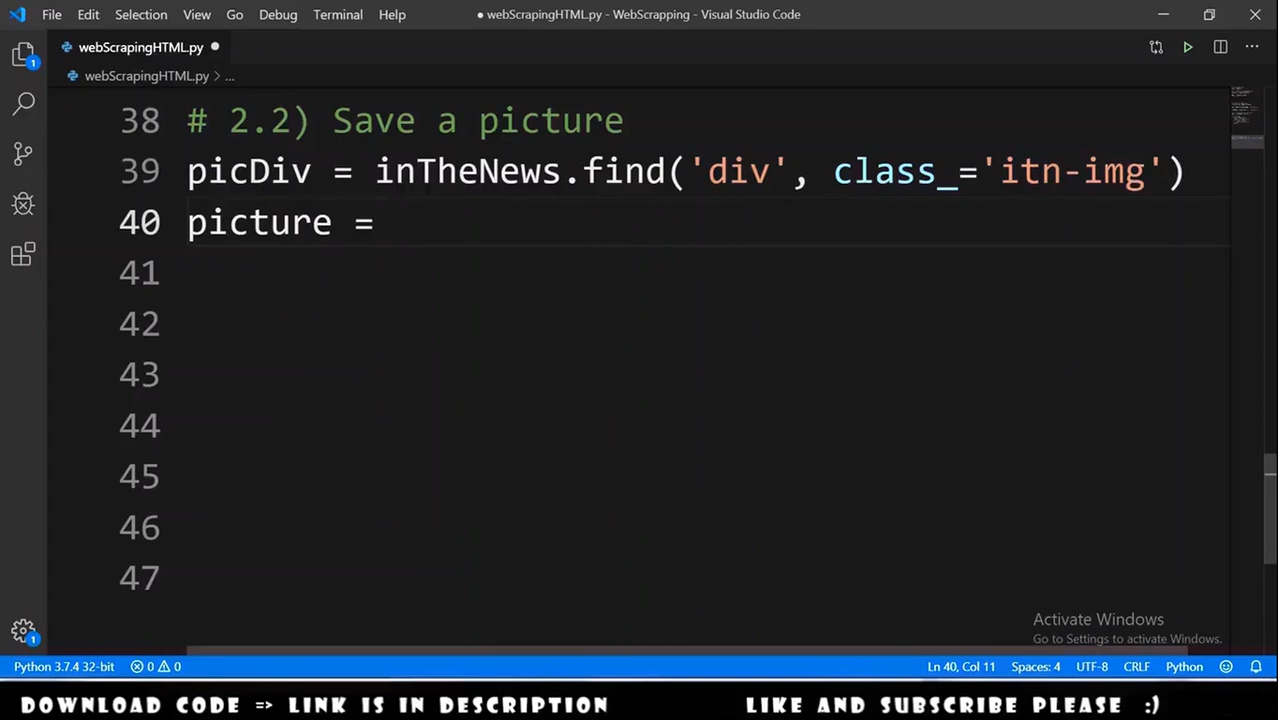 File Edit Selection View Go Debug Terminal Help
● webScrapingHTML.py - WebScrapping - Visual Studio Code
webScrapingHTML.py
webScrapingHTML.py > ...
38 # 2.2) Save a picture
39 picDiv = inTheNews.find('div', class_='itn-img')
40 picture =
41
42
43
44
45
46
47
1
1
Activate Windows
Go to Settings to activate Windows.
Python 3.7.4 32-bit 0 0 Ln 40, Col 11 Spaces: 4 UTF-8 CRLF Python
DOWNLOAD CODE => LINK IS IN DESCRIPTION LIKE AND SUBSCRIBE PLEASE :)